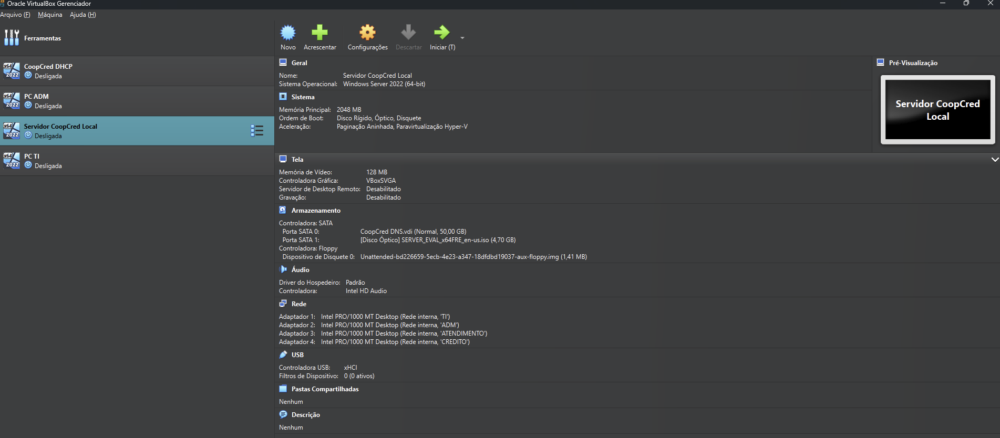 Oracle VirtualBox Gerenciador
Arquivo (F) Máquina Ajuda (H)
Ferramentas
Novo Acrescentar Configurações Descartar Iniciar (T)
x64 2022 CoopCred DHCP
Desligada
x64 2022 PC ADM
Desligada
x64 2022 Servidor CoopCred Local
Desligada
x64 2022 PC TI
Desligada
Geral
Nome: Servidor CoopCred Local
Sistema Operacional: Windows Server 2022 (64-bit)
Sistema
Memória Principal: 2048 MB
Ordem de Boot: Disco Rígido, Óptico, Disquete
Aceleração: Paginação Aninhada, Paravirtualização Hyper-V
Pré-Visualização
Servidor CoopCred
Local
Tela
Memória de Vídeo: 128 MB
Controladora Gráfica: VBoxSVGA
Servidor de Desktop Remoto: Desabilitado
Gravação: Desabilitado
Armazenamento
Controladora: SATA
Porta SATA 0: CoopCred DNS.vdi (Normal, 50,00 GB)
Porta SATA 1: [Disco Óptico] SERVER_EVAL_x64FRE_en-us.iso (4,70 GB)
Controladora: Floppy
Dispositivo de Disquete 0: Unattended-bd226659-5ecb-4e23-a347-18dfdbd19037-aux-floppy.img (1,41 MB)
Áudio
Driver do Hospedeiro: Padrão
Controladora: Intel HD Audio
Rede
Adaptador 1: Intel PRO/1000 MT Desktop (Rede interna, 'TI')
Adaptador 2: Intel PRO/1000 MT Desktop (Rede interna, 'ADM')
Adaptador 3: Intel PRO/1000 MT Desktop (Rede interna, 'ATENDIMENTO')
Adaptador 4: Intel PRO/1000 MT Desktop (Rede interna, 'CREDITO')
USB
Controladora USB: xHCI
Filtros de Dispositivo: 0 (0 ativos)
Pastas Compartilhadas
Nenhum
Descrição
Nenhum